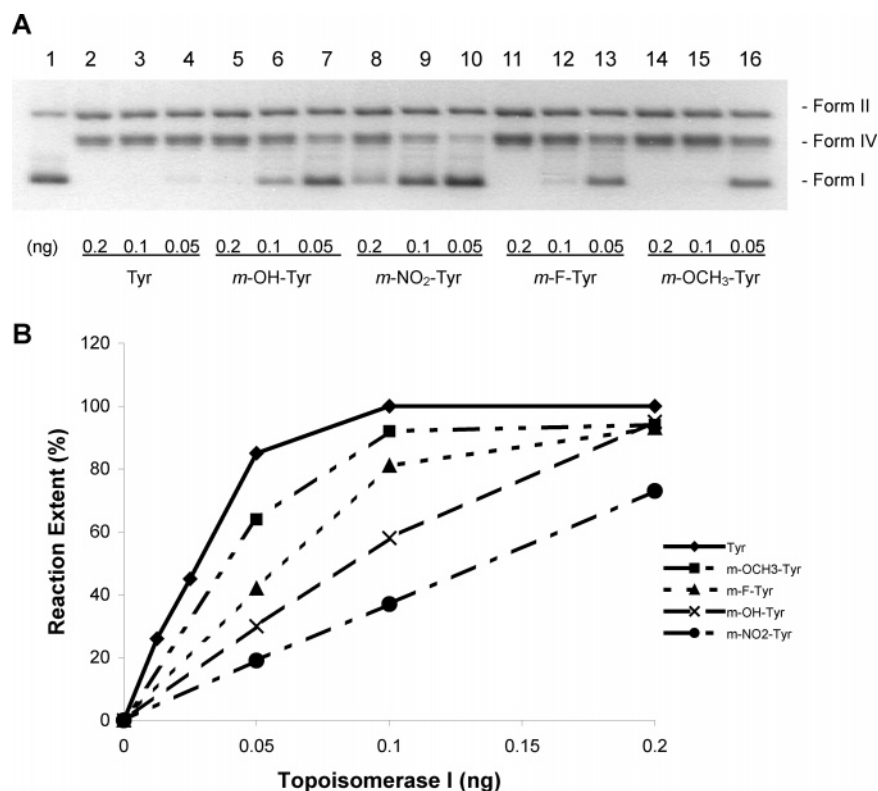 A
1 2 3 4 5 6 7 8 9 10 11 12 13 14 15 16
- Form II
- Form IV
- Form I
(ng) 0.2 0.1 0.05 0.2 0.1 0.05 0.2 0.1 0.05 0.2 0.1 0.05 0.2 0.1 0.05
Tyr m-OH-Tyr m-NO2-Tyr m-F-Tyr m-OCH3-Tyr
B
120
100
80
60
40
20
0
Reaction Extent (%)
0 0.05 0.1 0.15 0.2
Topoisomerase I (ng)
Tyr
m-OCH3-Tyr
m-F-Tyr
m-OH-Tyr
m-NO2-Tyr